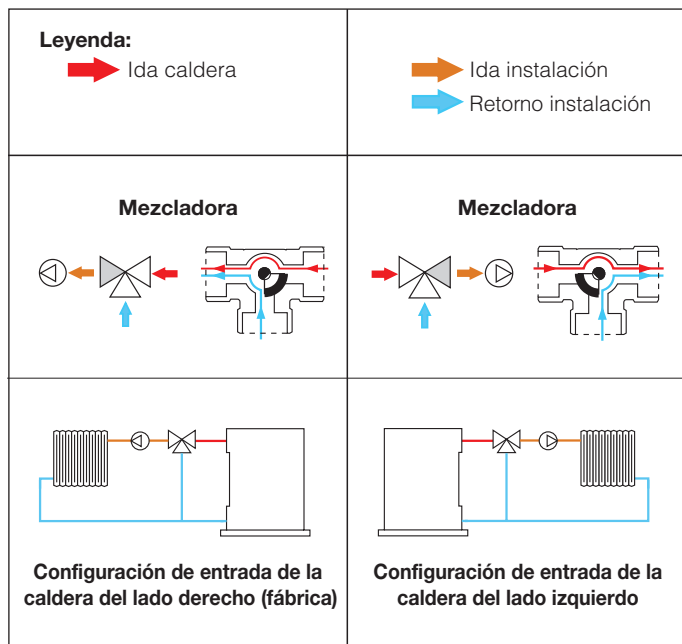 Leyenda:
Ida caldera
Ida instalación
Retorno instalación
Mezcladora
Mezcladora
Configuración de entrada de la
caldera del lado derecho (fábrica)
Configuración de entrada de la
caldera del lado izquierdo